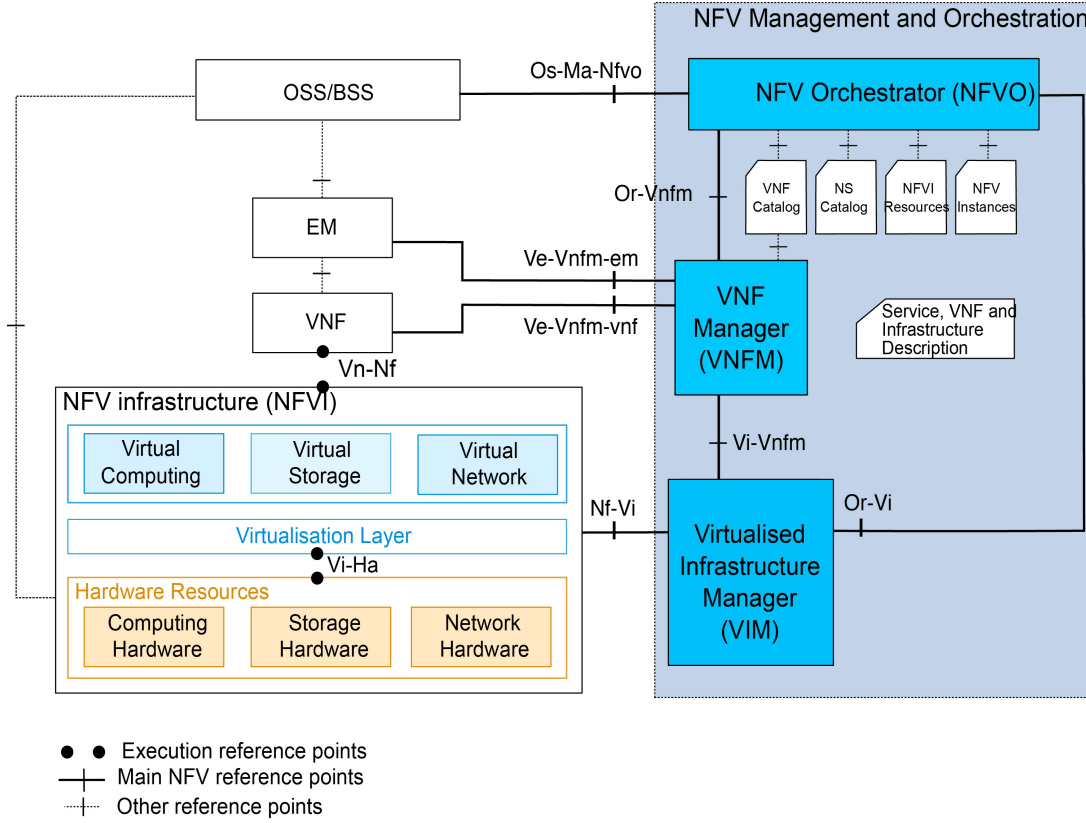 NFV Management and Orchestration
Os-Ma-Nfvo
OSS/BSS
NFV Orchestrator (NFVO)
Or-Vnfm
VNF
Catalog
NS
Catalog
NFVI
Resources
NFV
Instances
EM
Ve-Vnfm-em
VNF
Ve-Vnfm-vnf
VNF
Manager
(VNFM)
Service, VNF and
Infrastructure
Description
Vn-Nf
NFV infrastructure (NFVI)
Virtual
Computing
Virtual
Storage
Virtual
Network
Vi-Vnfm
Nf-Vi
Or-Vi
Virtualisation Layer
Virtualised
Infrastructure
Manager
(VIM)
Vi-Ha
Hardware Resources
Computing
Hardware
Storage
Hardware
Network
Hardware
Execution reference points
Main NFV reference points
Other reference points